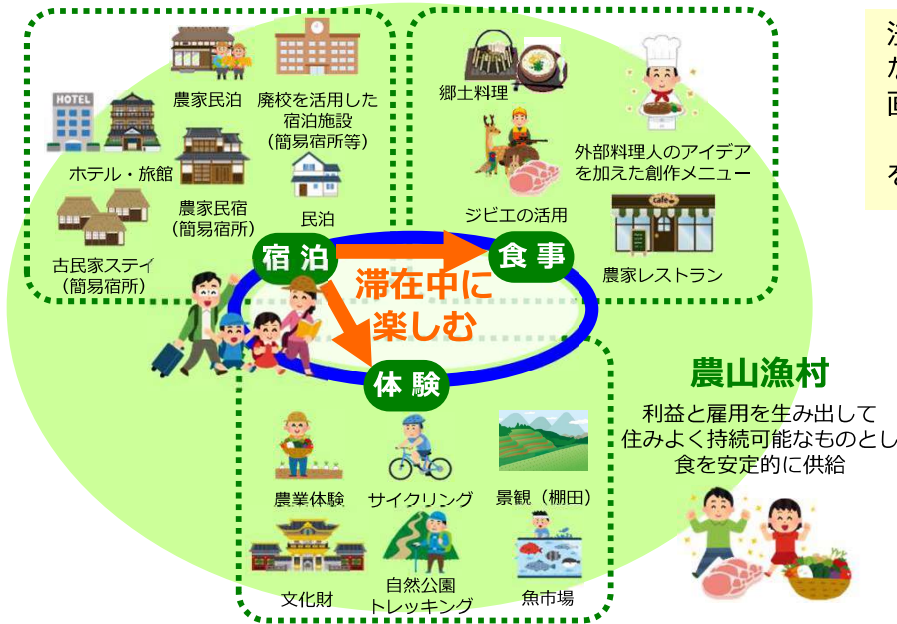 農家民泊
廃校を活用した
宿泊施設
(簡易宿所等)
HOTEL
ホテル・旅館
農家民宿
(簡易宿所)
民泊
古民家ステイ
(簡易宿所)
郷土料理
外部料理人のアイデア
を加えた創作メニュー
ジビエの活用
cafe
農家レストラン
宿泊
食事
滞在中に
楽しむ
体験
農業体験
サイクリング
景観（棚田）
文化財
自然公園
トレッキング
魚市場
農山漁村
利益と雇用を生み出して
住みよく持続可能なものとし
食を安定的に供給
を